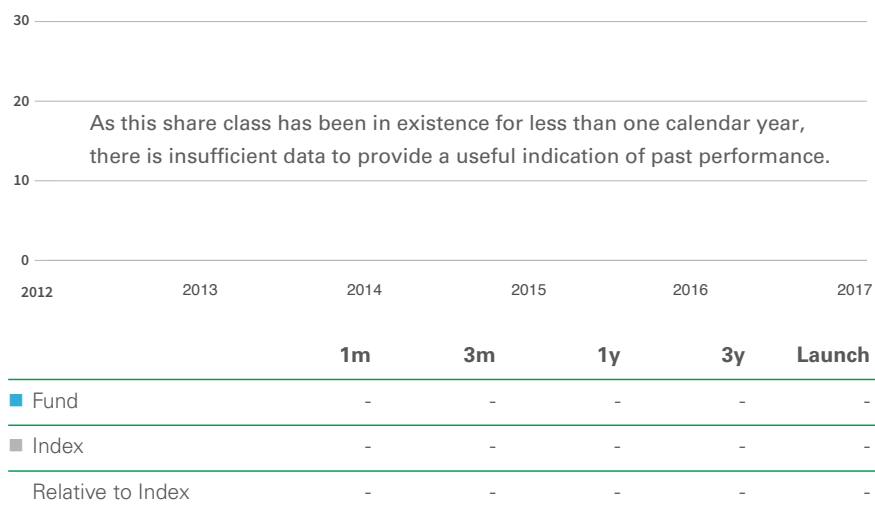 30
20
As this share class has been in existence for less than one calendar year,
there is insufficient data to provide a useful indication of past performance.
10
0
2012 2013 2014 2015 2016 2017
1m 3m 1y 3y Launch
Fund - - - - -
Index - - - - -
Relative to Index - - - - -